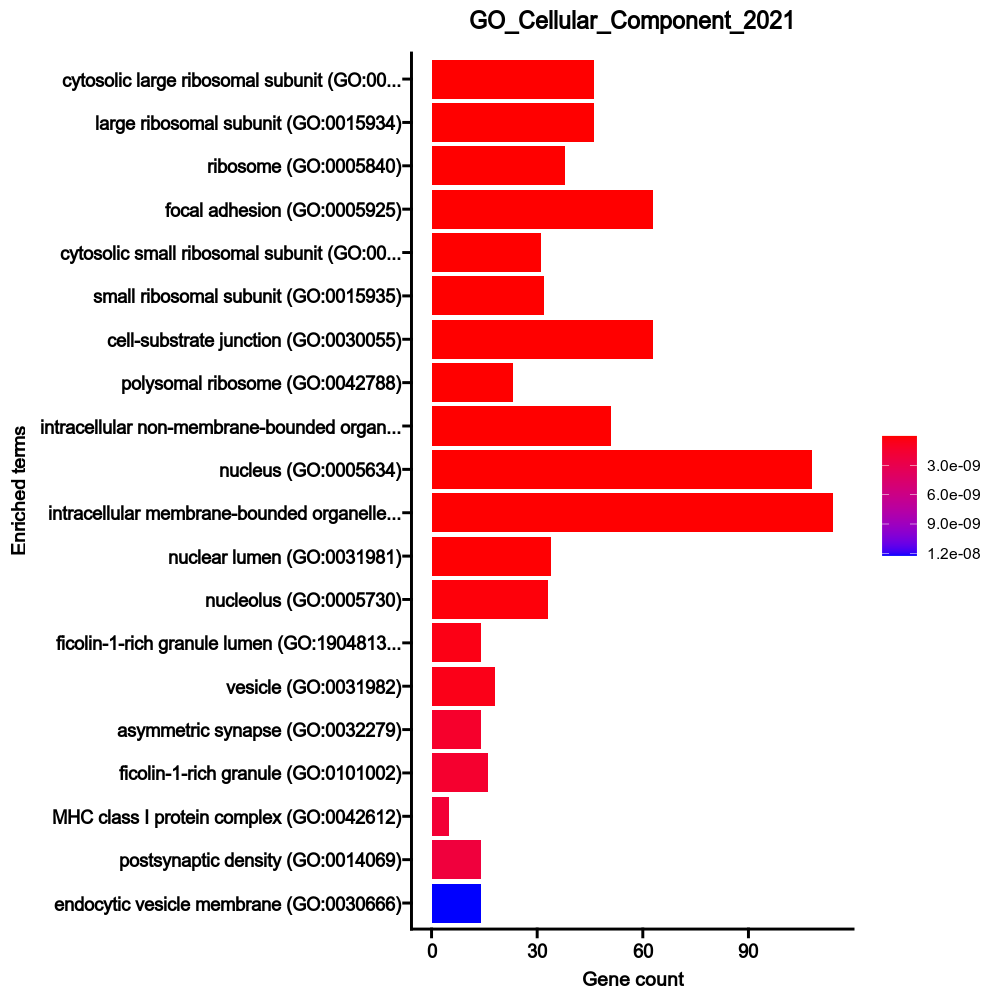 GO_Cellular_Component_2021
cytosolic large ribosomal subunit (GO:00...
large ribosomal subunit (GO:0015934)
ribosome (GO:0005840)
focal adhesion (GO:0005925)
cytosolic small ribosomal subunit (GO:00...
small ribosomal subunit (GO:0015935)
cell-substrate junction (GO:0030055)
polysomal ribosome (GO:0042788)
intracellular non-membrane-bounded organ...
nucleus (GO:0005634)
intracellular membrane-bounded organelle...
nuclear lumen (GO:0031981)
nucleolus (GO:0005730)
ficolin-1-rich granule lumen (GO:1904813...
vesicle (GO:0031982)
asymmetric synapse (GO:0032279)
ficolin-1-rich granule (GO:0101002)
MHC class I protein complex (GO:0042612)
postsynaptic density (GO:0014069)
endocytic vesicle membrane (GO:0030666)
Enriched terms
0 30 60 90
Gene count
3.0e-09
6.0e-09
9.0e-09
1.2e-08